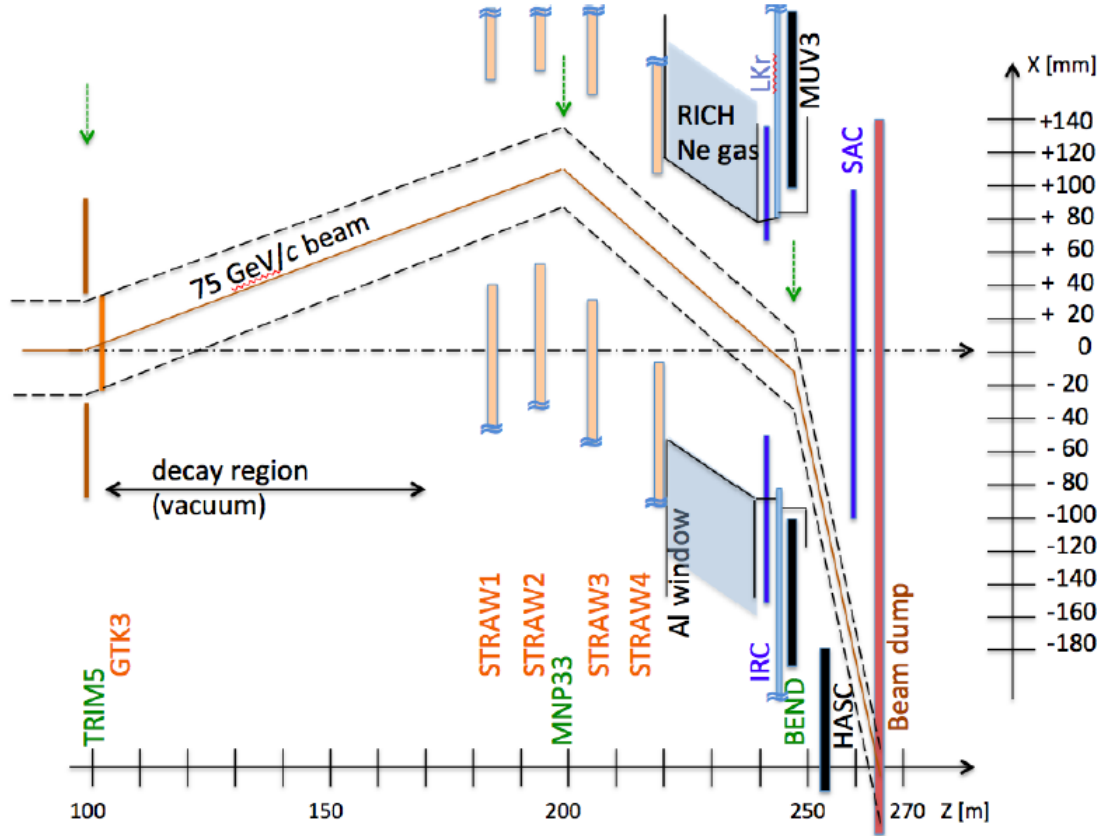 X [mm]
+140
+120
+100
+ 80
+ 60
+ 40
+ 20
0
- 20
- 40
- 60
- 80
-100
-120
-140
-160
-180
LKr
MUV3
RICH
Ne gas
SAC
75 GeV/c beam
decay region
(vacuum)
TRIM5
GTK3
STRAW1
STRAW2
MNP33
STRAW3
STRAW4
Al window
IRC
BEND
HASC
Beam dump
100
150
200
250
270
Z [m]